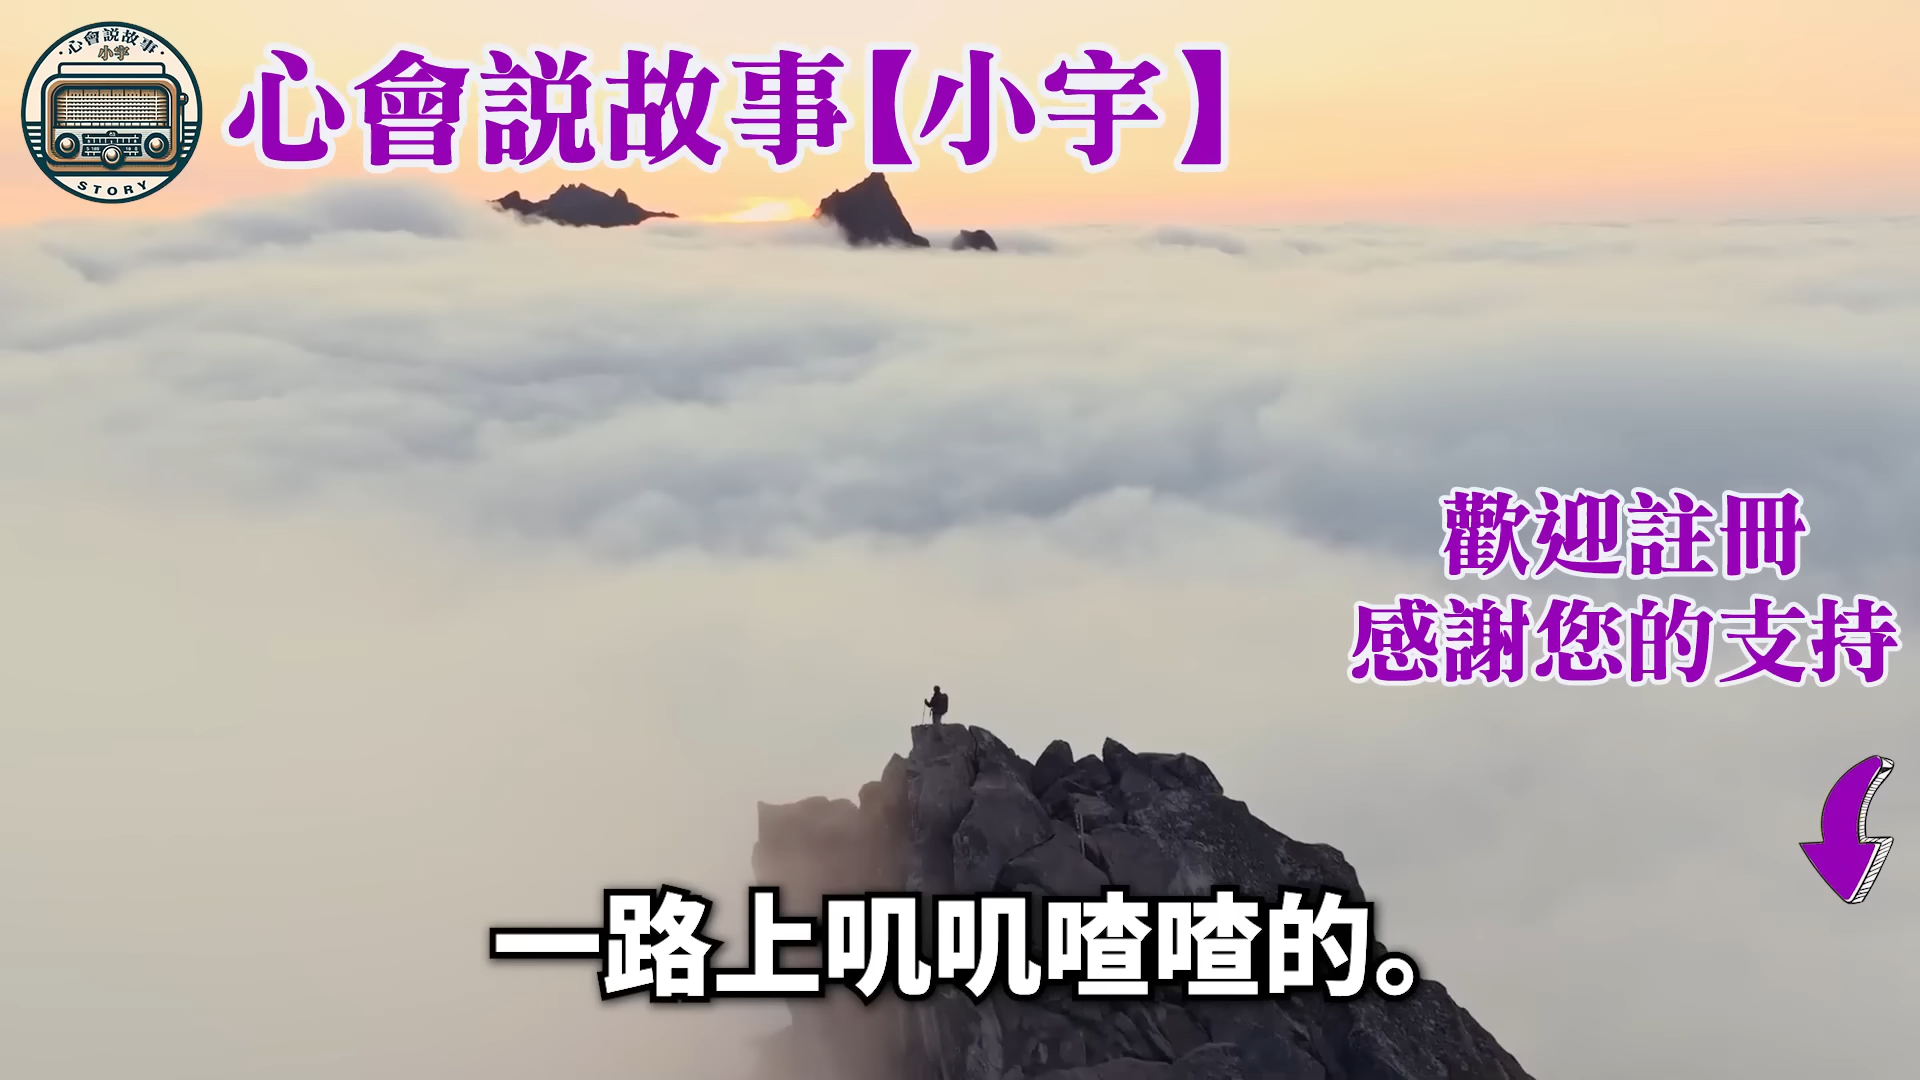 ·心會説故事·
小宇
STORY
心會説故事【小宇】
歡迎註冊
感謝您的支持
一路上叽叽喳喳的。